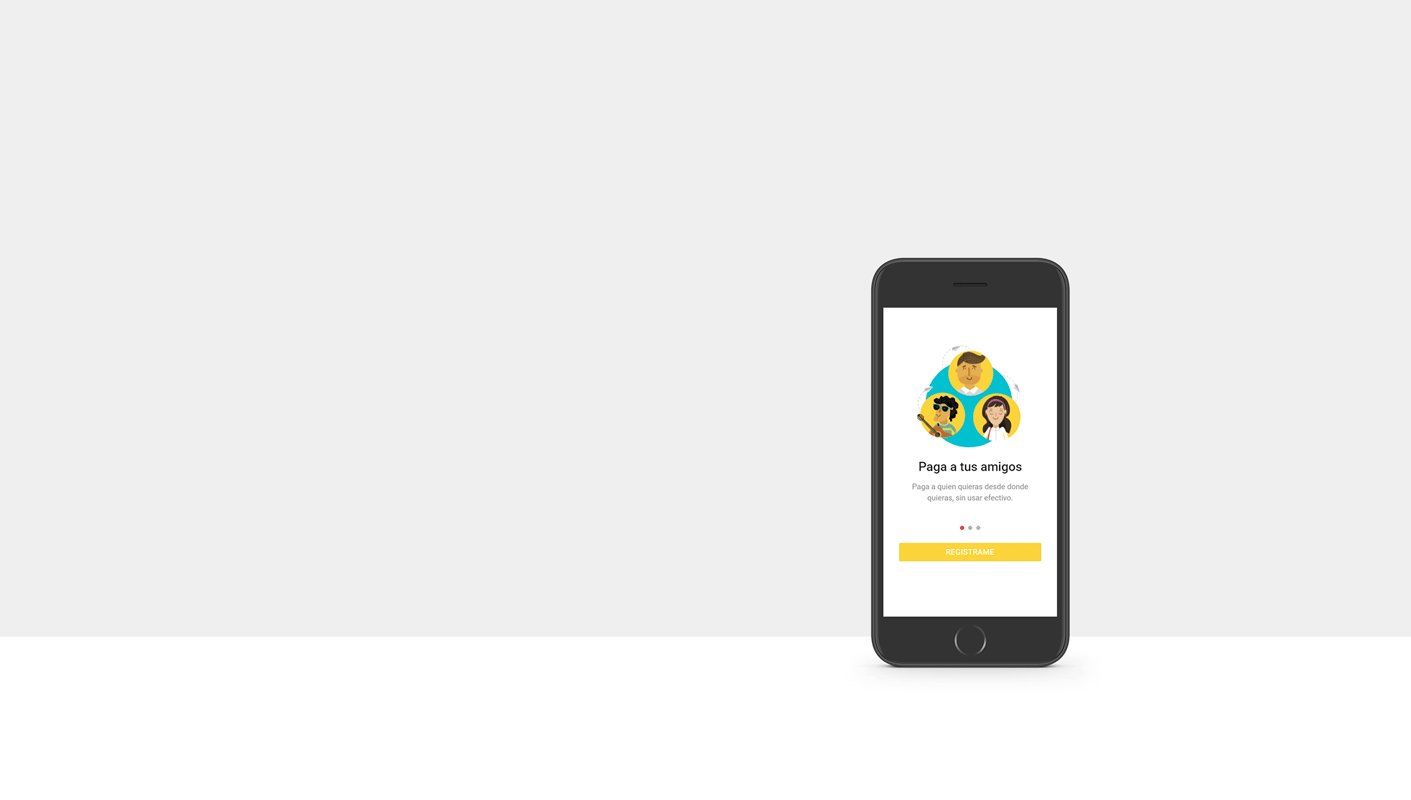 Paga a tus amigos
Paga a quien quieras desde donde
quieras, sin usar efectivo.
REGISTRAME